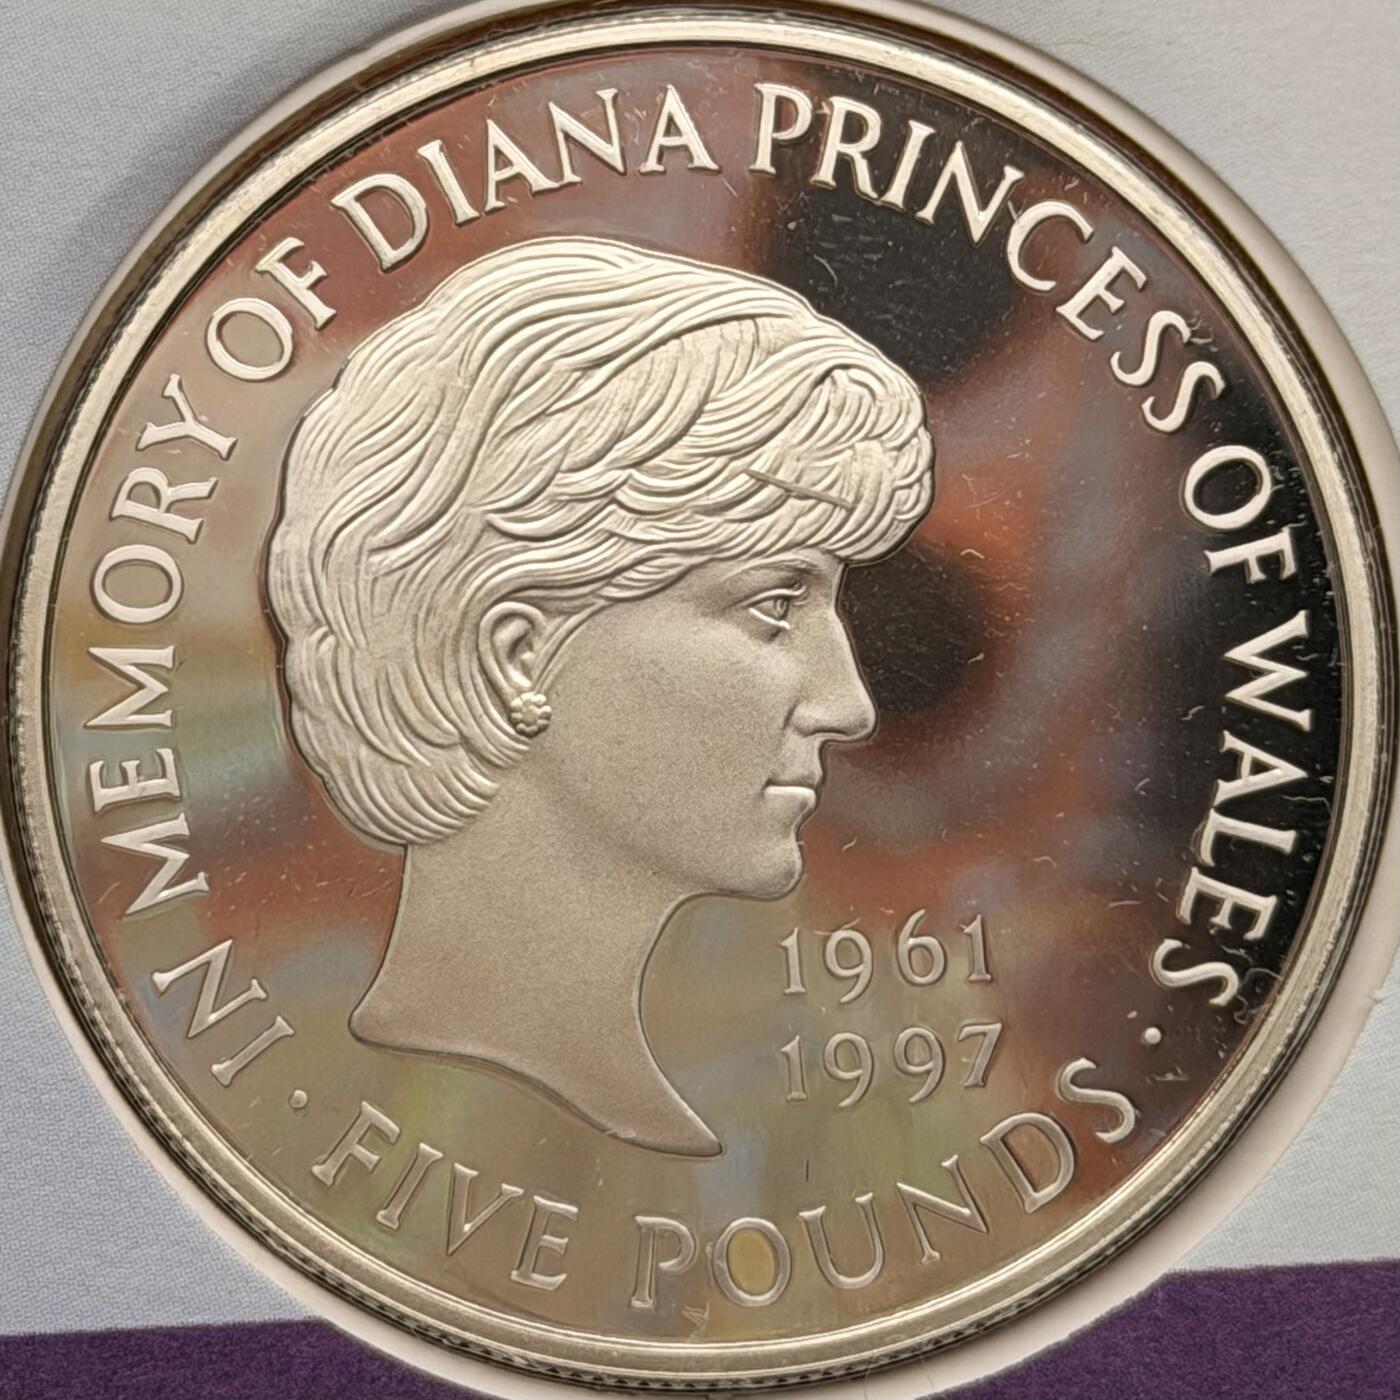 IN MEMORY OF DIANA PRINCESS OF WALES
1961
1997
· FIVE POUNDS ·